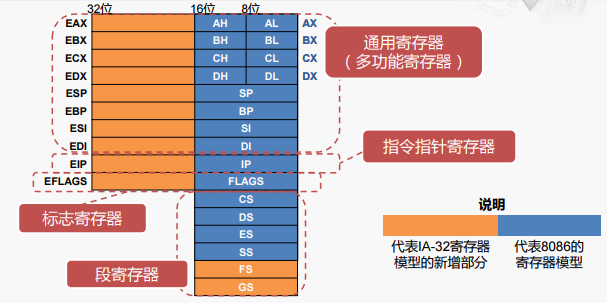 32位 16位 8位
EAX AH AL AX
EBX BH BL BX
ECX CH CL CX
EDX DH DL DX
ESP SP
EBP BP
ESI SI
EDI DI
EIP IP
EFLAGS FLAGS
CS
DS
ES
SS
FS
GS
通用寄存器
（多功能寄存器）
指令指针寄存器
标志寄存器
段寄存器
说明
代表IA-32寄存器
模型的新增部分
代表8086的
寄存器模型